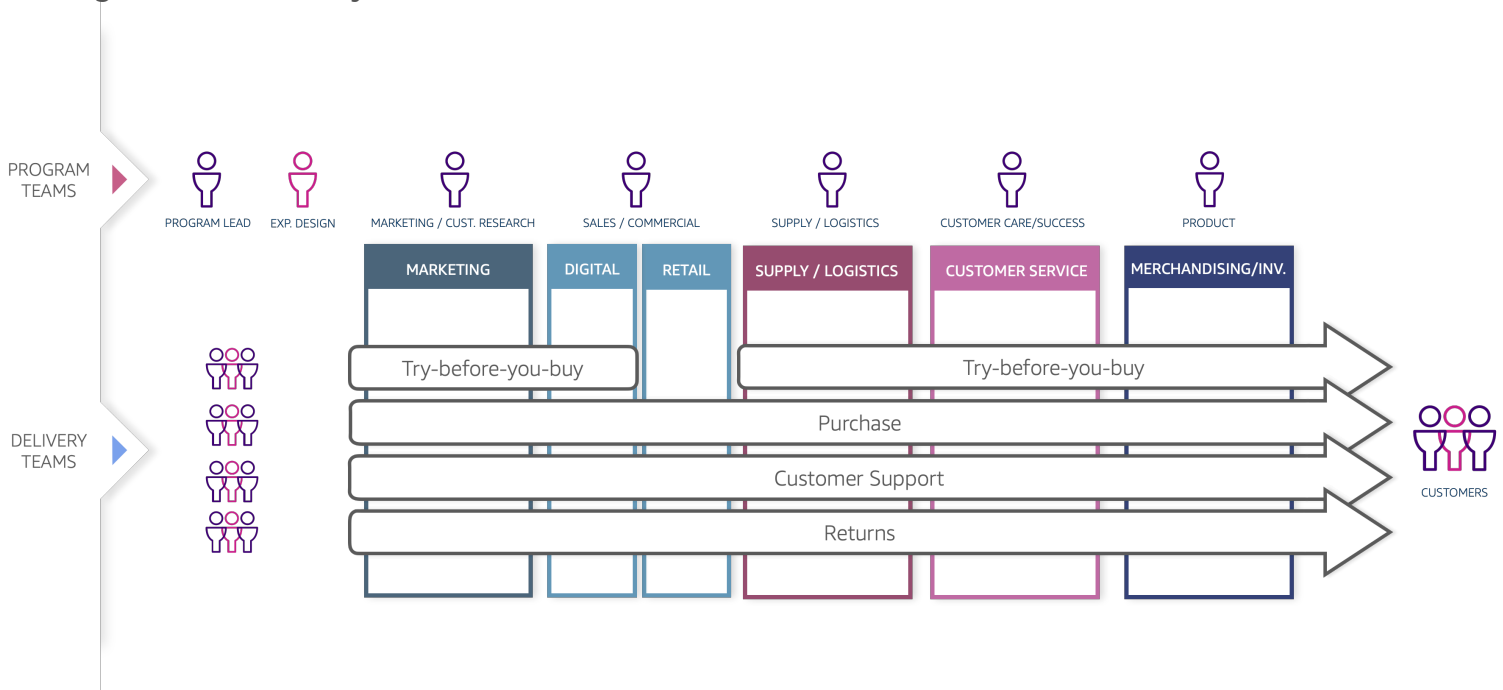 PROGRAM
TEAMS
PROGRAM LEAD
EXP. DESIGN
MARKETING / CUST. RESEARCH
SALES / COMMERCIAL
SUPPLY / LOGISTICS
CUSTOMER CARE/SUCCESS
PRODUCT
MARKETING
DIGITAL
RETAIL
SUPPLY / LOGISTICS
CUSTOMER SERVICE
MERCHANDISING/INV.
Try-before-you-buy
Try-before-you-buy
Purchase
DELIVERY
TEAMS
Customer Support
CUSTOMERS
Returns